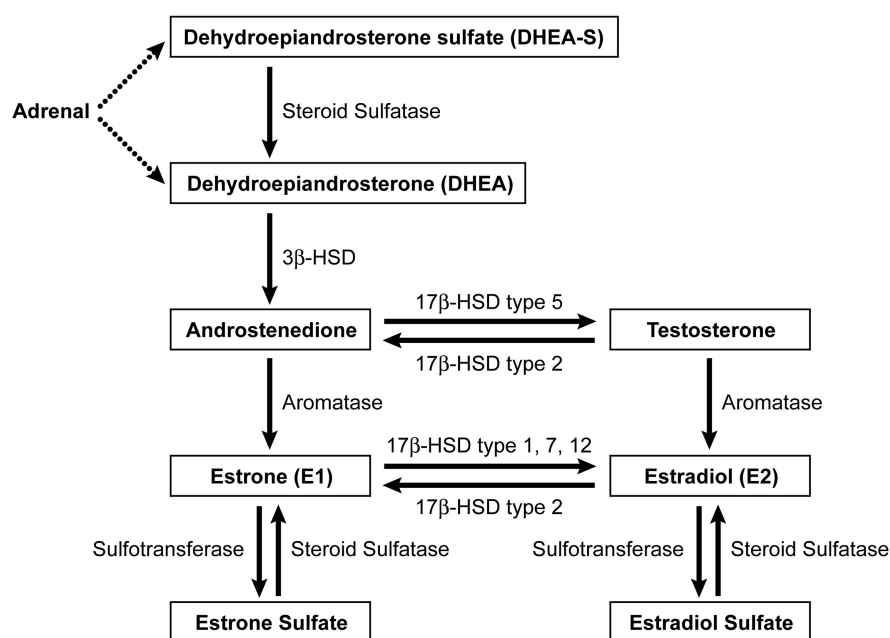 Dehydroepiandrosterone sulfate (DHEA-S)
Adrenal
Steroid Sulfatase
Dehydroepiandrosterone (DHEA)
3β-HSD
17β-HSD type 5
Androstenedione
Testosterone
17β-HSD type 2
Aromatase
Aromatase
17β-HSD type 1, 7, 12
Estrone (E1)
Estradiol (E2)
17β-HSD type 2
Sulfotransferase
Steroid Sulfatase
Sulfotransferase
Steroid Sulfatase
Estrone Sulfate
Estradiol Sulfate